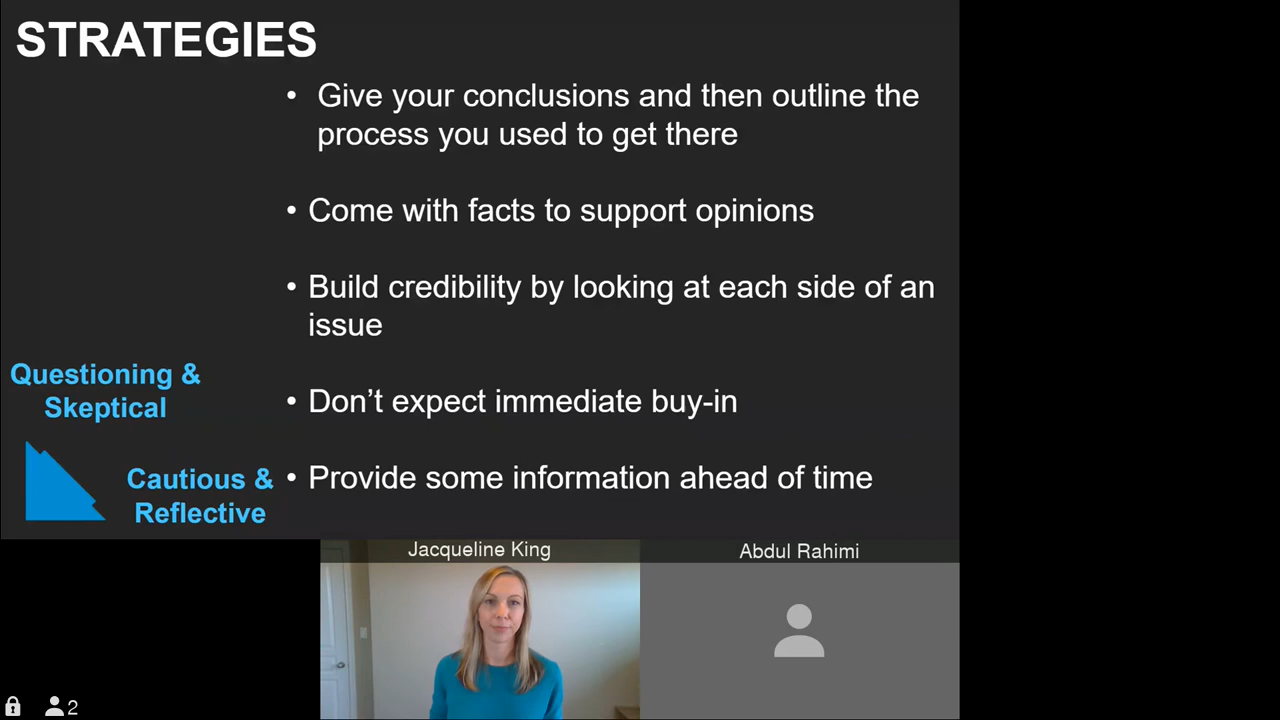 STRATEGIES
• Give your conclusions and then outline the
process you used to get there
• Come with facts to support opinions
• Build credibility by looking at each side of an
issue
• Don’t expect immediate buy-in
• Provide some information ahead of time
Questioning &
Skeptical
Cautious &
Reflective
Jacqueline King
Abdul Rahimi
2